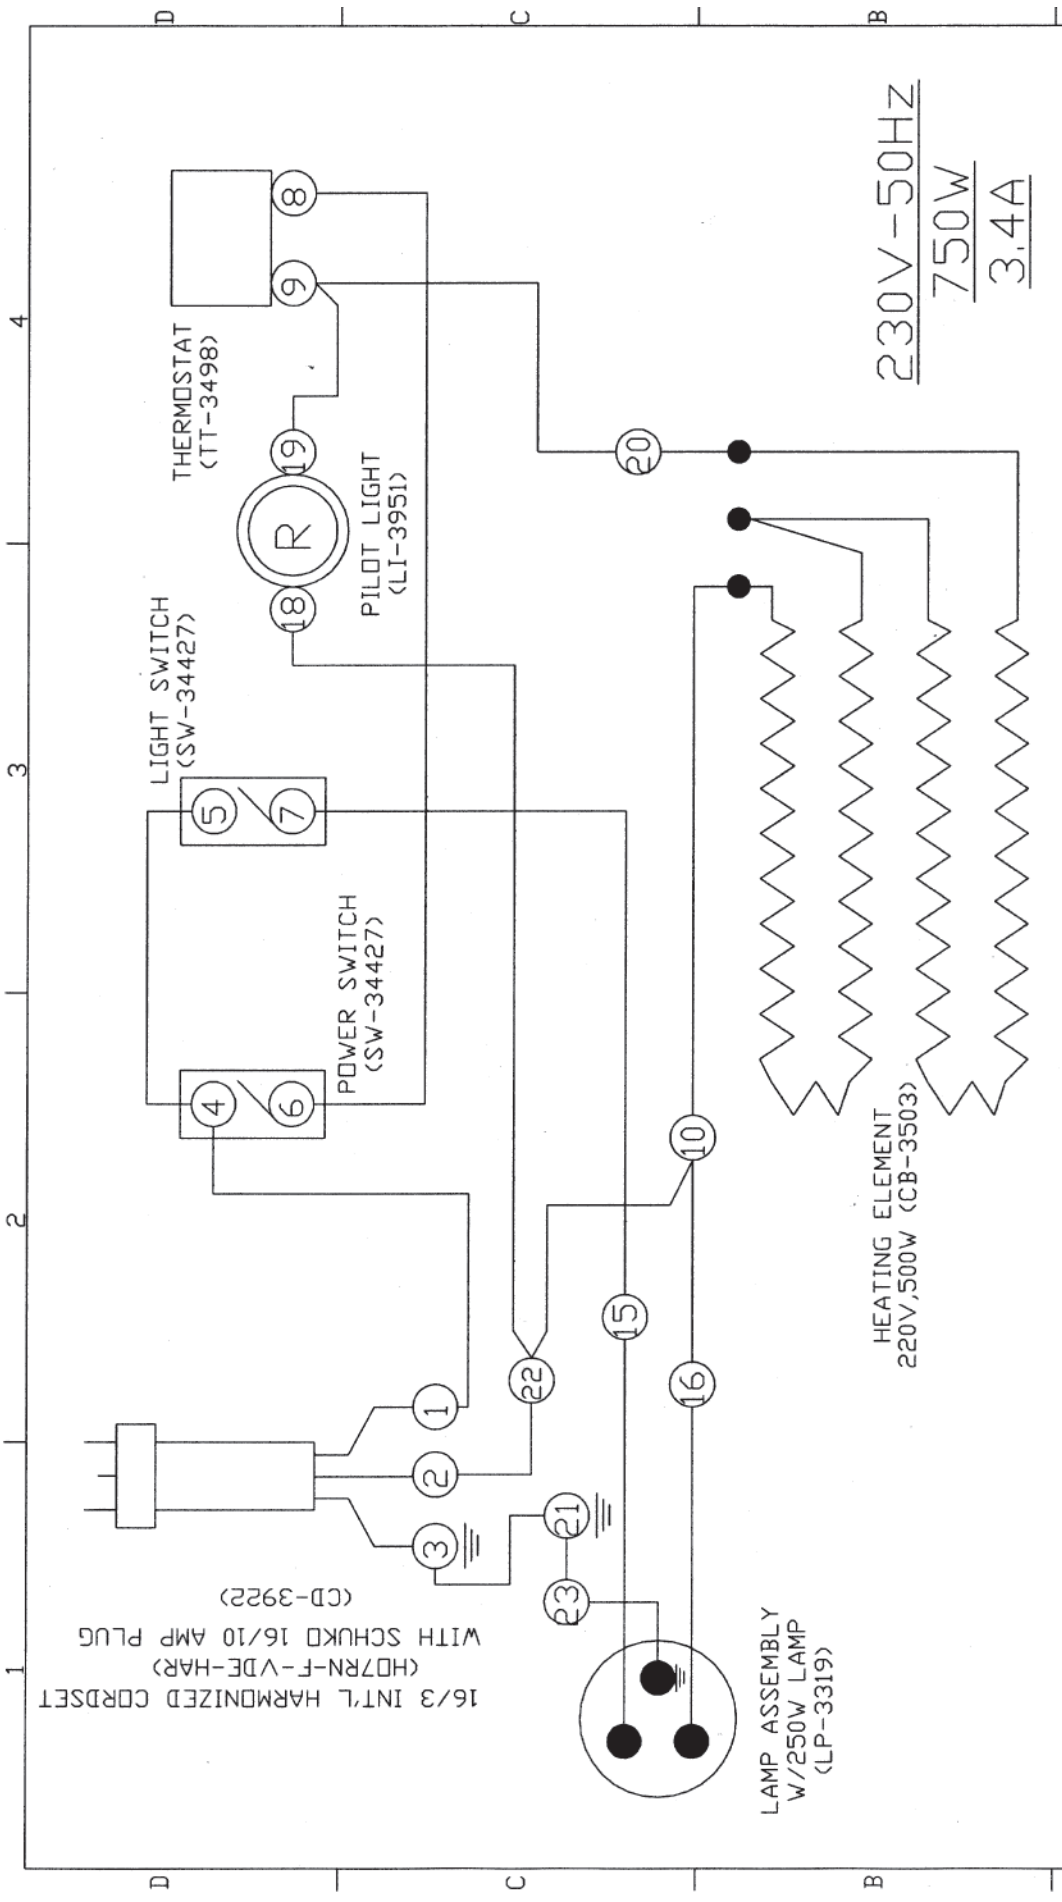 1
2
3
4
D
D
C
C
B
B
16/3 INT'L HARMONIZED CORDSET
(HO7RN-F-VDE-HAR)
WITH SCHUKO 16/10 AMP PLUG
(CD-3922)
3
2
1
21
23
22
4
6
POWER SWITCH
(SW-34427)
LIGHT SWITCH
(SW-34427)
5
7
18
R
19
PILOT LIGHT
(LI-3951)
THERMOSTAT
(TT-3498)
9
8
15
16
10
20
LAMP ASSEMBLY
W/250W LAMP
(LP-3319)
HEATING ELEMENT
220V,500W (CB-3503)
230V-50Hz
750W
3.4A